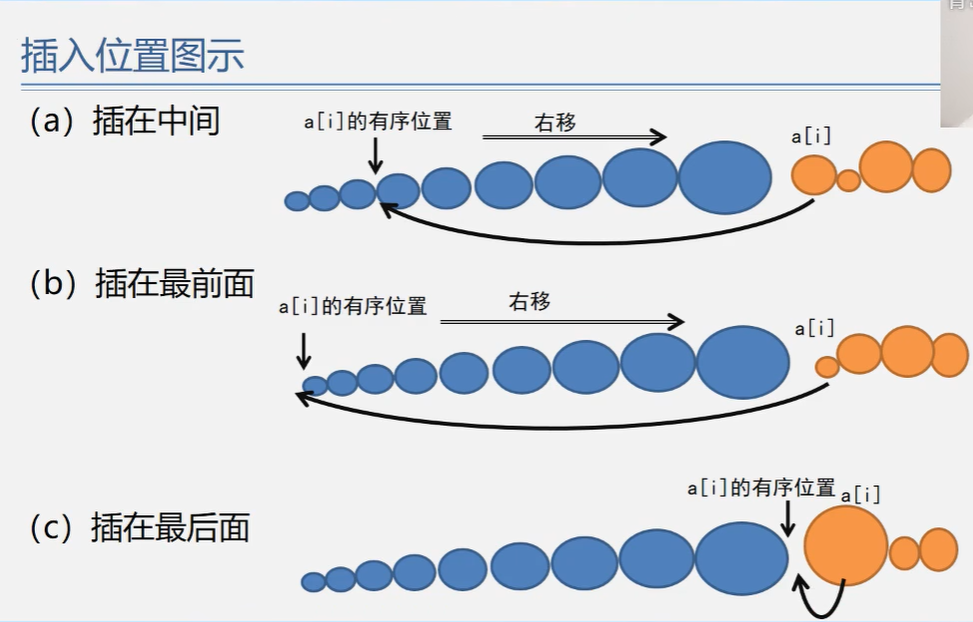 插入位置图示
（a）插在中间
a[i]的有序位置
右移
a[i]
（b）插在最前面
a[i]的有序位置
右移
a[i]
（c）插在最后面
a[i]的有序位置
a[i]